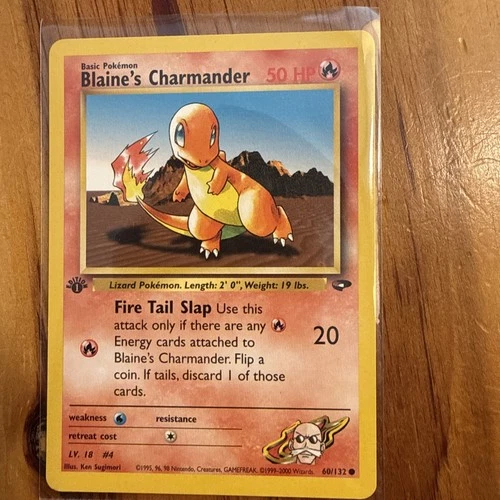 Basic Pokémon
Blaine's Charmander 50 HP
EDITION
1
Lizard Pokémon. Length: 2' 0", Weight: 19 lbs.
Fire Tail Slap Use this
attack only if there are any
Energy cards attached to
Blaine's Charmander. Flip a
coin. If tails, discard 1 of those
cards.
20
weakness
resistance
retreat cost
LV. 18 #4
Illus. Ken Sugimori
©1995, 96, 98 Nintendo, Creatures, GAMEFREAK. ©1999-2000 Wizards.
60/132